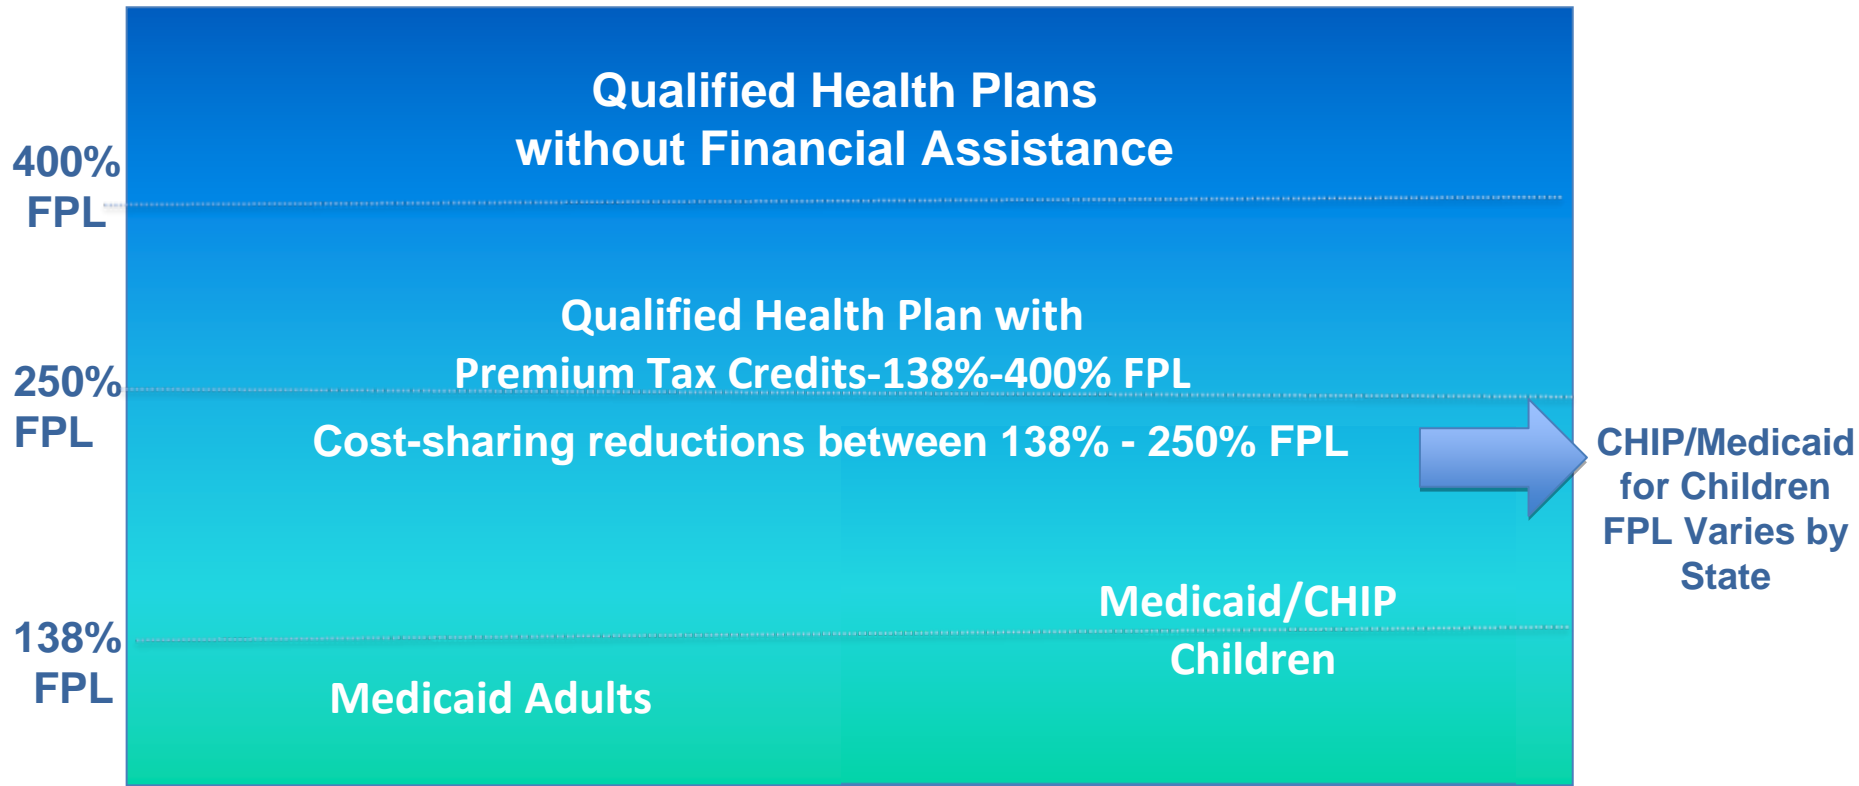 Qualified Health Plans
without Financial Assistance
400%
FPL
Qualified Health Plan with
Premium Tax Credits-138%-400% FPL
250%
FPL
Cost-sharing reductions between 138% - 250% FPL
CHIP/Medicaid
for Children
FPL Varies by
State
Medicaid/CHIP
Children
138%
FPL
Medicaid Adults